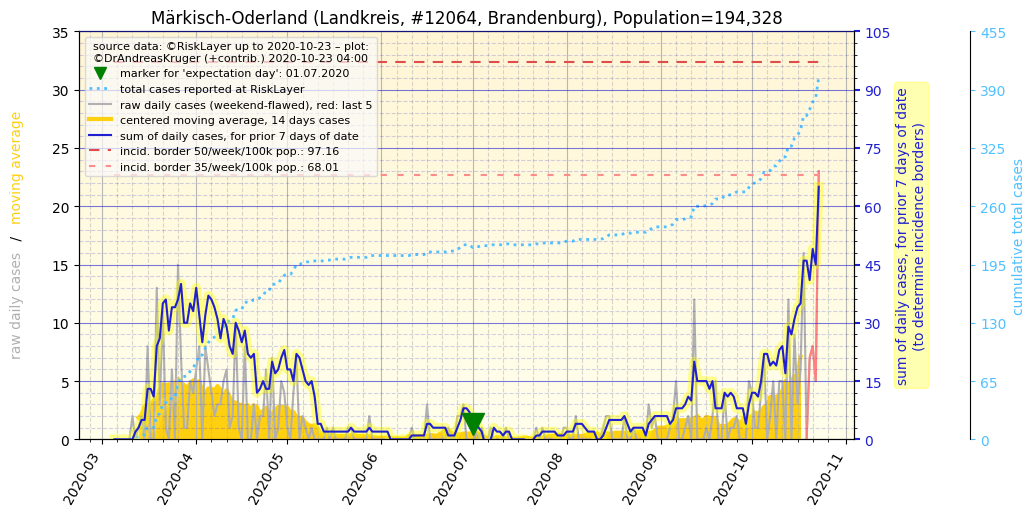 Märkisch-Oderland (Landkreis, #12064, Brandenburg), Population=194,328
source data: ©RiskLayer up to 2020-10-23 – plot:
©DrAndreasKruger (+contrib.) 2020-10-23 04:00
marker for 'expectation day': 01.07.2020
total cases reported at RiskLayer
raw daily cases (weekend-flawed), red: last 5
centered moving average, 14 days cases
sum of daily cases, for prior 7 days of date
incid. border 50/week/100k pop.: 97.16
incid. border 35/week/100k pop.: 68.01
raw daily cases / moving average
35
30
25
20
15
10
5
0
2020-03
2020-04
2020-05
2020-06
2020-07
2020-08
2020-09
2020-10
2020-11
105
90
75
60
45
30
15
0
sum of daily cases, for prior 7 days of date
(to determine incidence borders)
455
390
325
260
195
130
65
0
cumulative total cases